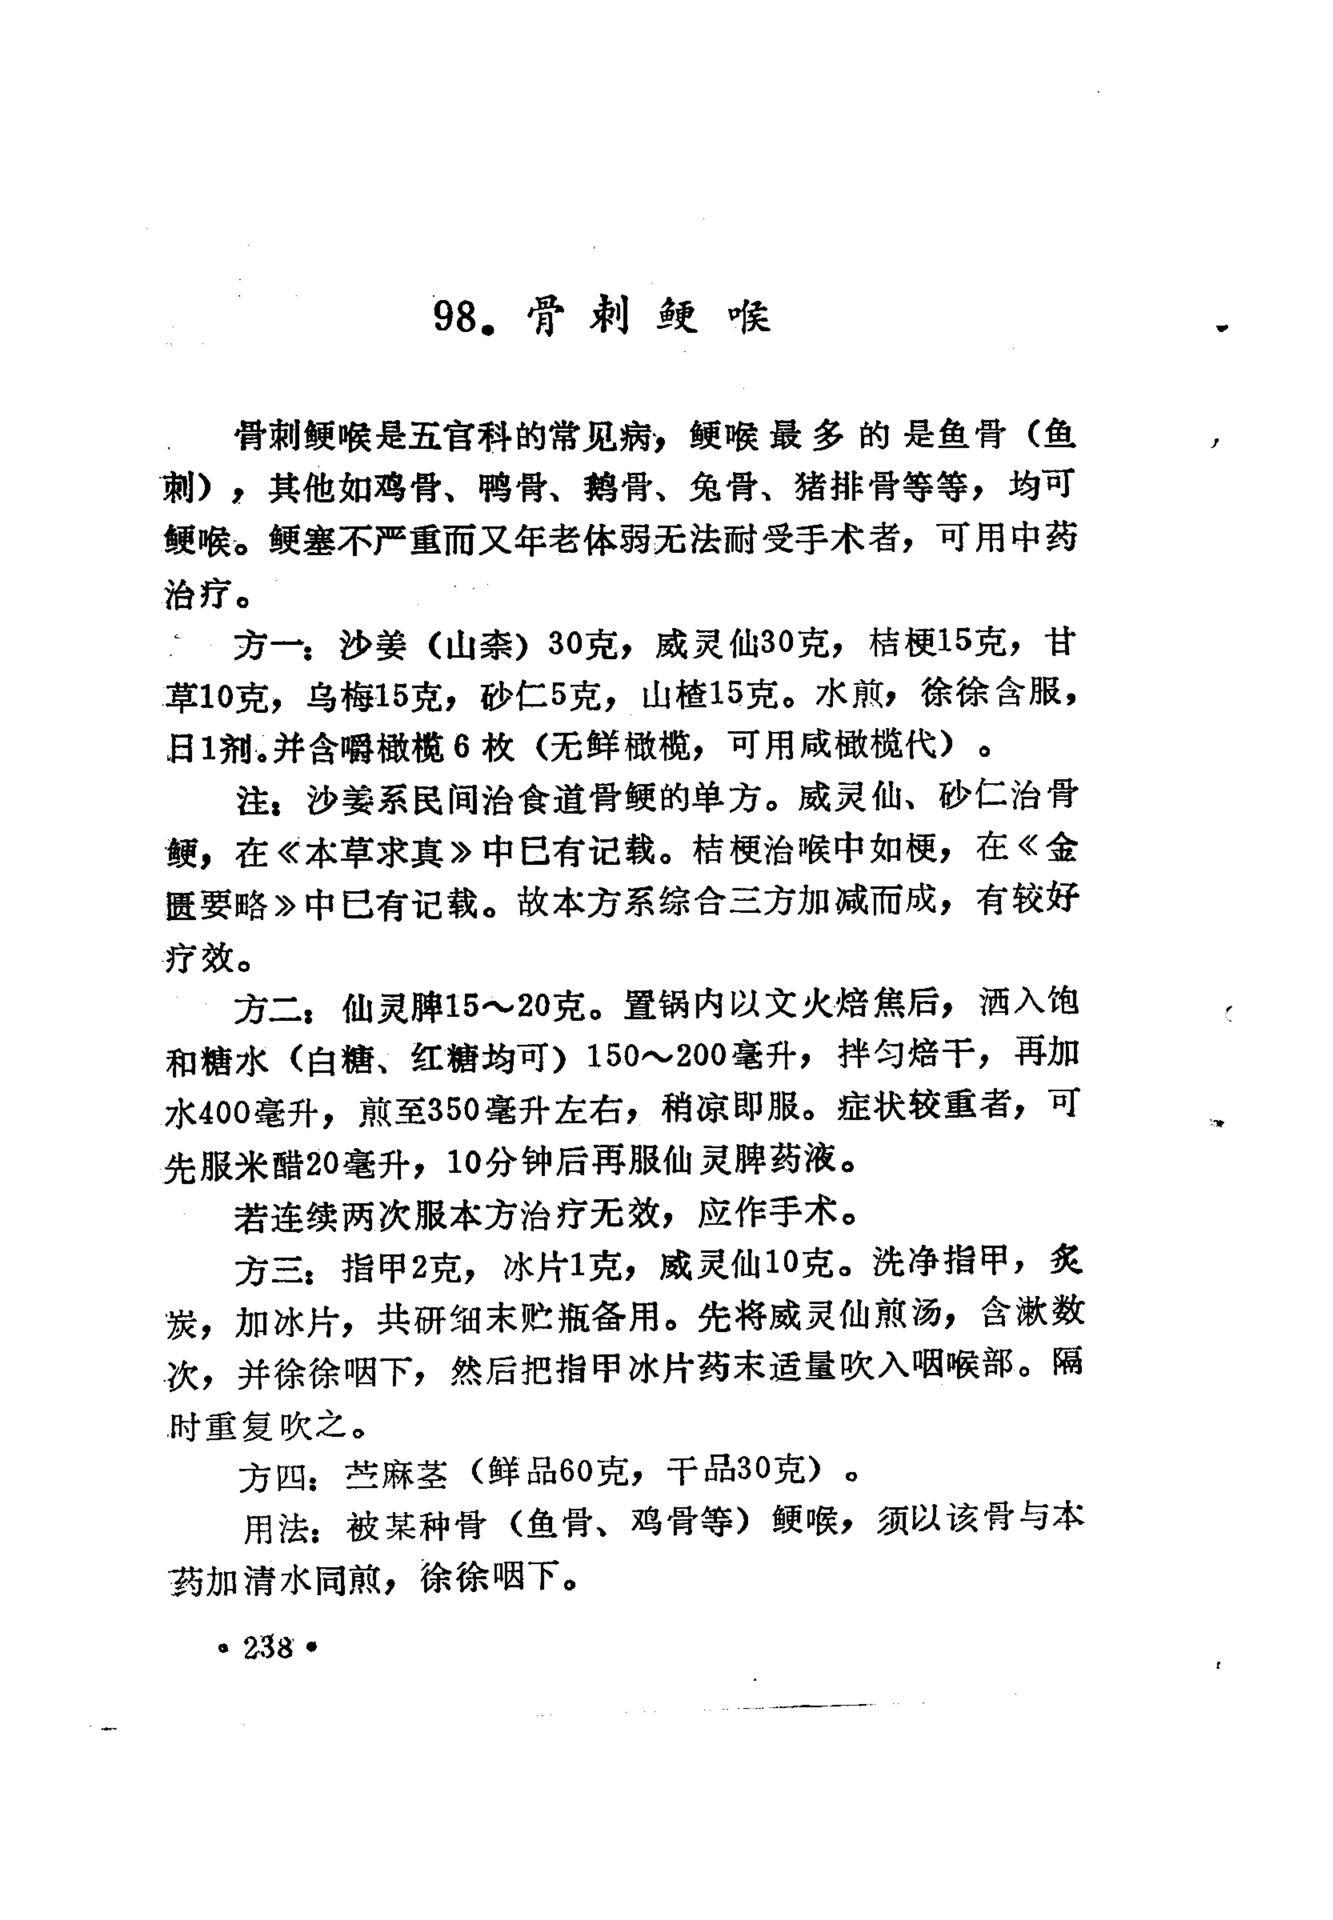 98.骨刺鲠喉
骨刺鲠喉是五官科的常见病，鲠喉最多的是鱼骨（鱼
刺），其他如鸡骨、鸭骨、鹅骨、兔骨、猪排骨等等，均可
鲠喉。鲠塞不严重而又年老体弱无法耐受手术者，可用中药
治疗。
方一：沙姜（山柰）30克，威灵仙30克，桔梗15克，甘
草10克，乌梅15克，砂仁5克，山楂15克。水煎，徐徐含服，
日1剂。并含嚼橄榄6枚（无鲜橄榄，可用咸橄榄代）。
注：沙姜系民间治食道骨鲠的单方。威灵仙、砂仁治骨
鲠，在《本草求真》中已有记载。桔梗治喉中如梗，在《金
匮要略》中已有记载。故本方系综合三方加减而成，有较好
疗效。
方二：仙灵脾15～20克。置锅内以文火焙焦后，洒入饱
和糖水（白糖、红糖均可）150～200毫升，拌匀焙干，再加
水400毫升，煎至350毫升左右，稍凉即服。症状较重者，可
先服米醋20毫升，10分钟后再服仙灵脾药液。
若连续两次服本方治疗无效，应作手术。
方三：指甲2克，冰片1克，威灵仙10克。洗净指甲，炙
炭，加冰片，共研细末贮瓶备用。先将威灵仙煎汤，含漱数
次，并徐徐咽下，然后把指甲冰片药末适量吹入咽喉部。隔
时重复吹之。
方四：苎麻茎（鲜品60克，干品30克）。
用法：被某种骨（鱼骨、鸡骨等）鲠喉，须以该骨与本
药加清水同煎，徐徐咽下。
•238•